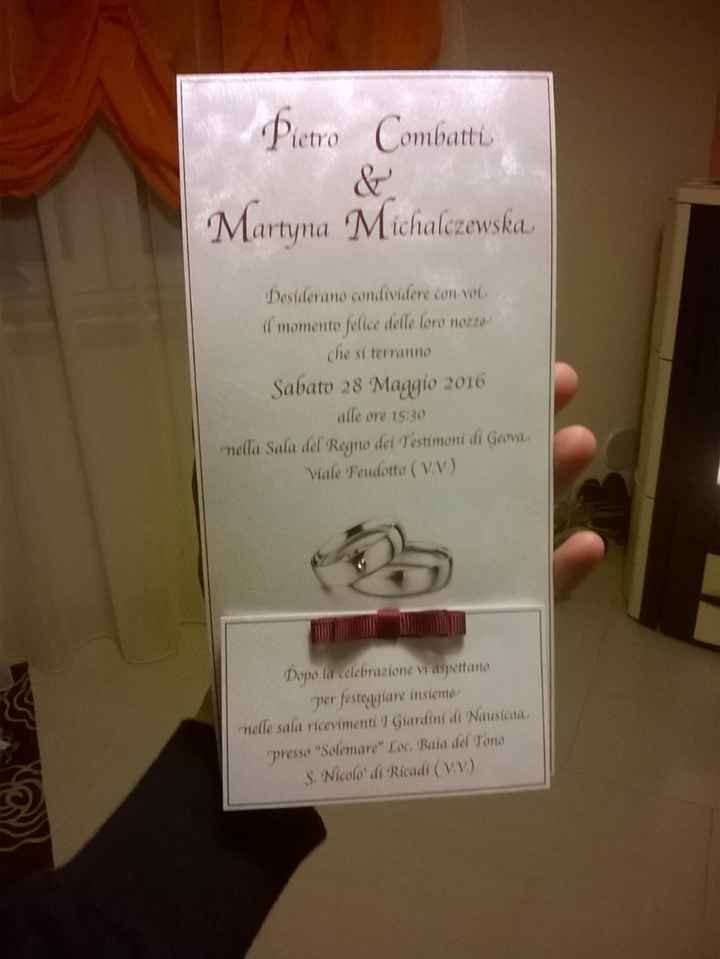 Pietro Combatti
&
Martyna Michalczewska
Desiderano condividere con voi
il momento felice delle loro nozze
che si terranno
Sabato 28 Maggio 2016
alle ore 15:30
nella Sala del Regno dei Testimoni di Geova
Viale Feudotto ( V.V )
Dopo la celebrazione vi aspettano
per festeggiare insieme
nelle sala ricevimenti I Giardini di Nausicaa
presso "Solemare" Loc. Baia del Tono
S. Nicolo' di Ricadi ( V.V )